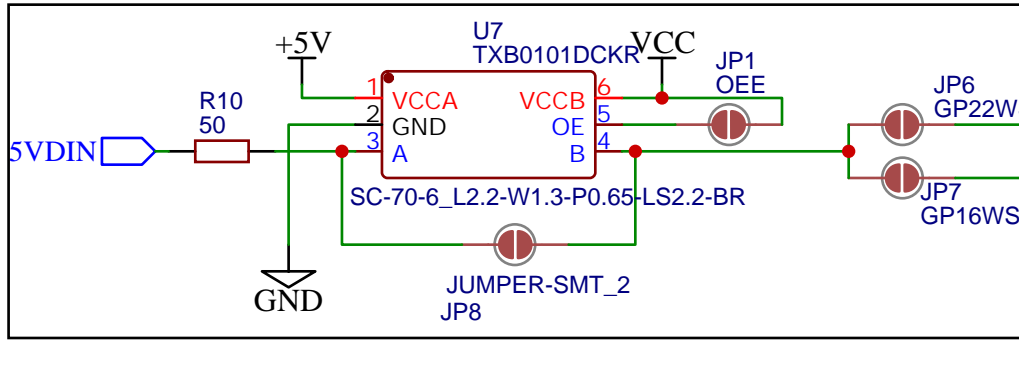 U7
TXB0101DCKR
+5V
VCC
JP1
OEE
JP6
GP22W
R10
50
1
VCCA
VCCB
6
2
GND
OE
5
3
A
B
4
5VDIN
SC-70-6_L2.2-W1.3-P0.65-LS2.2-BR
JP7
GP16WS
JUMPER-SMT_2
JP8
GND